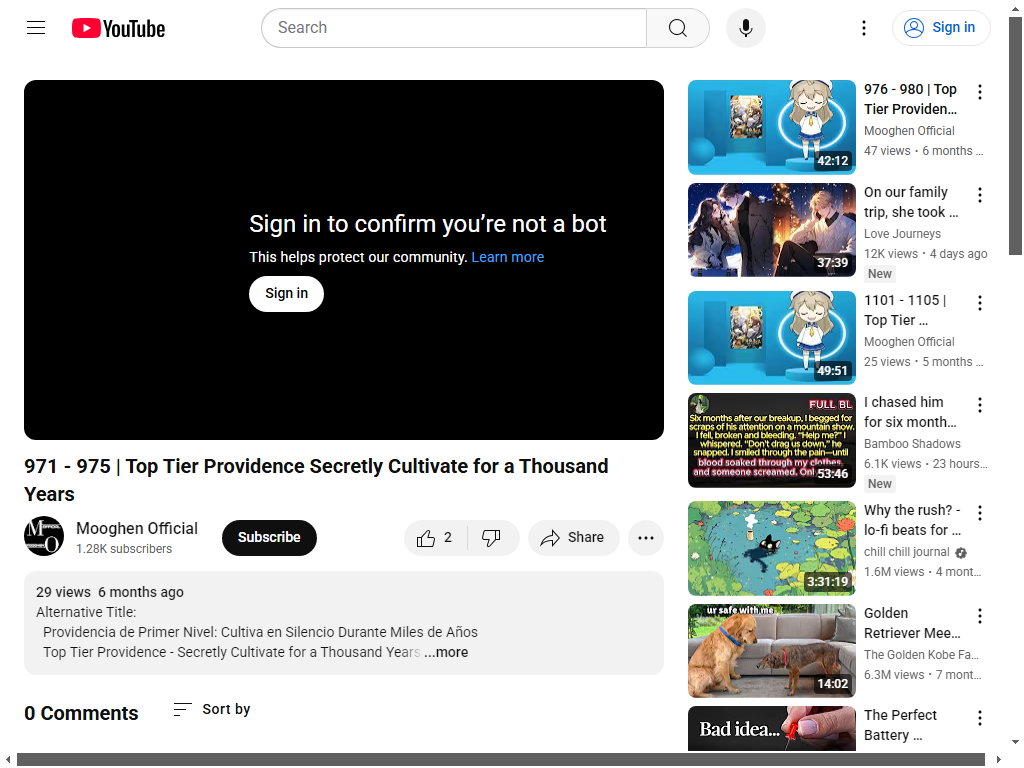 YouTube
Search
Sign in
Sign in to confirm you’re not a bot
This helps protect our community. Learn more
Sign in
971 - 975 | Top Tier Providence Secretly Cultivate for a Thousand
Years
Mooghen Official
1.28K subscribers
Subscribe
2
Share
29 views 6 months ago
Alternative Title:
Providencia de Primer Nivel: Cultiva en Silencio Durante Miles de Años
Top Tier Providence - Secretly Cultivate for a Thousand Years ...more
0 Comments
Sort by
42:12
976 - 980 | Top
Tier Providen...
Mooghen Official
47 views • 6 months ...
37:39
On our family
trip, she took ...
Love Journeys
12K views • 4 days ago
New
49:51
1101 - 1105 |
Top Tier ...
Mooghen Official
25 views • 5 months ...
FULL BL
Six months after our breakup, I begged for
scraps of his attention on a mountain show.
I fell, broken and bleeding. "Help me?" I
whispered. "Don't drag us down," he
snapped. I smiled through the pain—until
blood soaked through my clothes,
and someone screamed.
53:46
I chased him
for six month...
Bamboo Shadows
6.1K views • 23 hours...
New
3:31:19
Why the rush? -
lo-fi beats for ...
chill chill journal
1.6M views • 4 mont...
ur safe with me
14:02
Golden
Retriever Mee...
The Golden Kobe Fa...
6.3M views • 7 mont...
Bad idea...
The Perfect
Battery ...